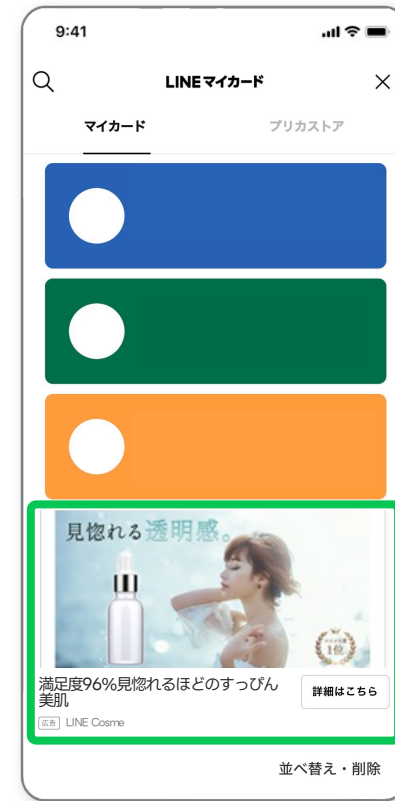 9:41
LINEマイカード
マイカード
プリカストア
見惚れる透明感。
1位
満足度96%見惚れるほどのすっぴん
美肌
詳細はこちら
広告 LINE Cosme
並べ替え・削除